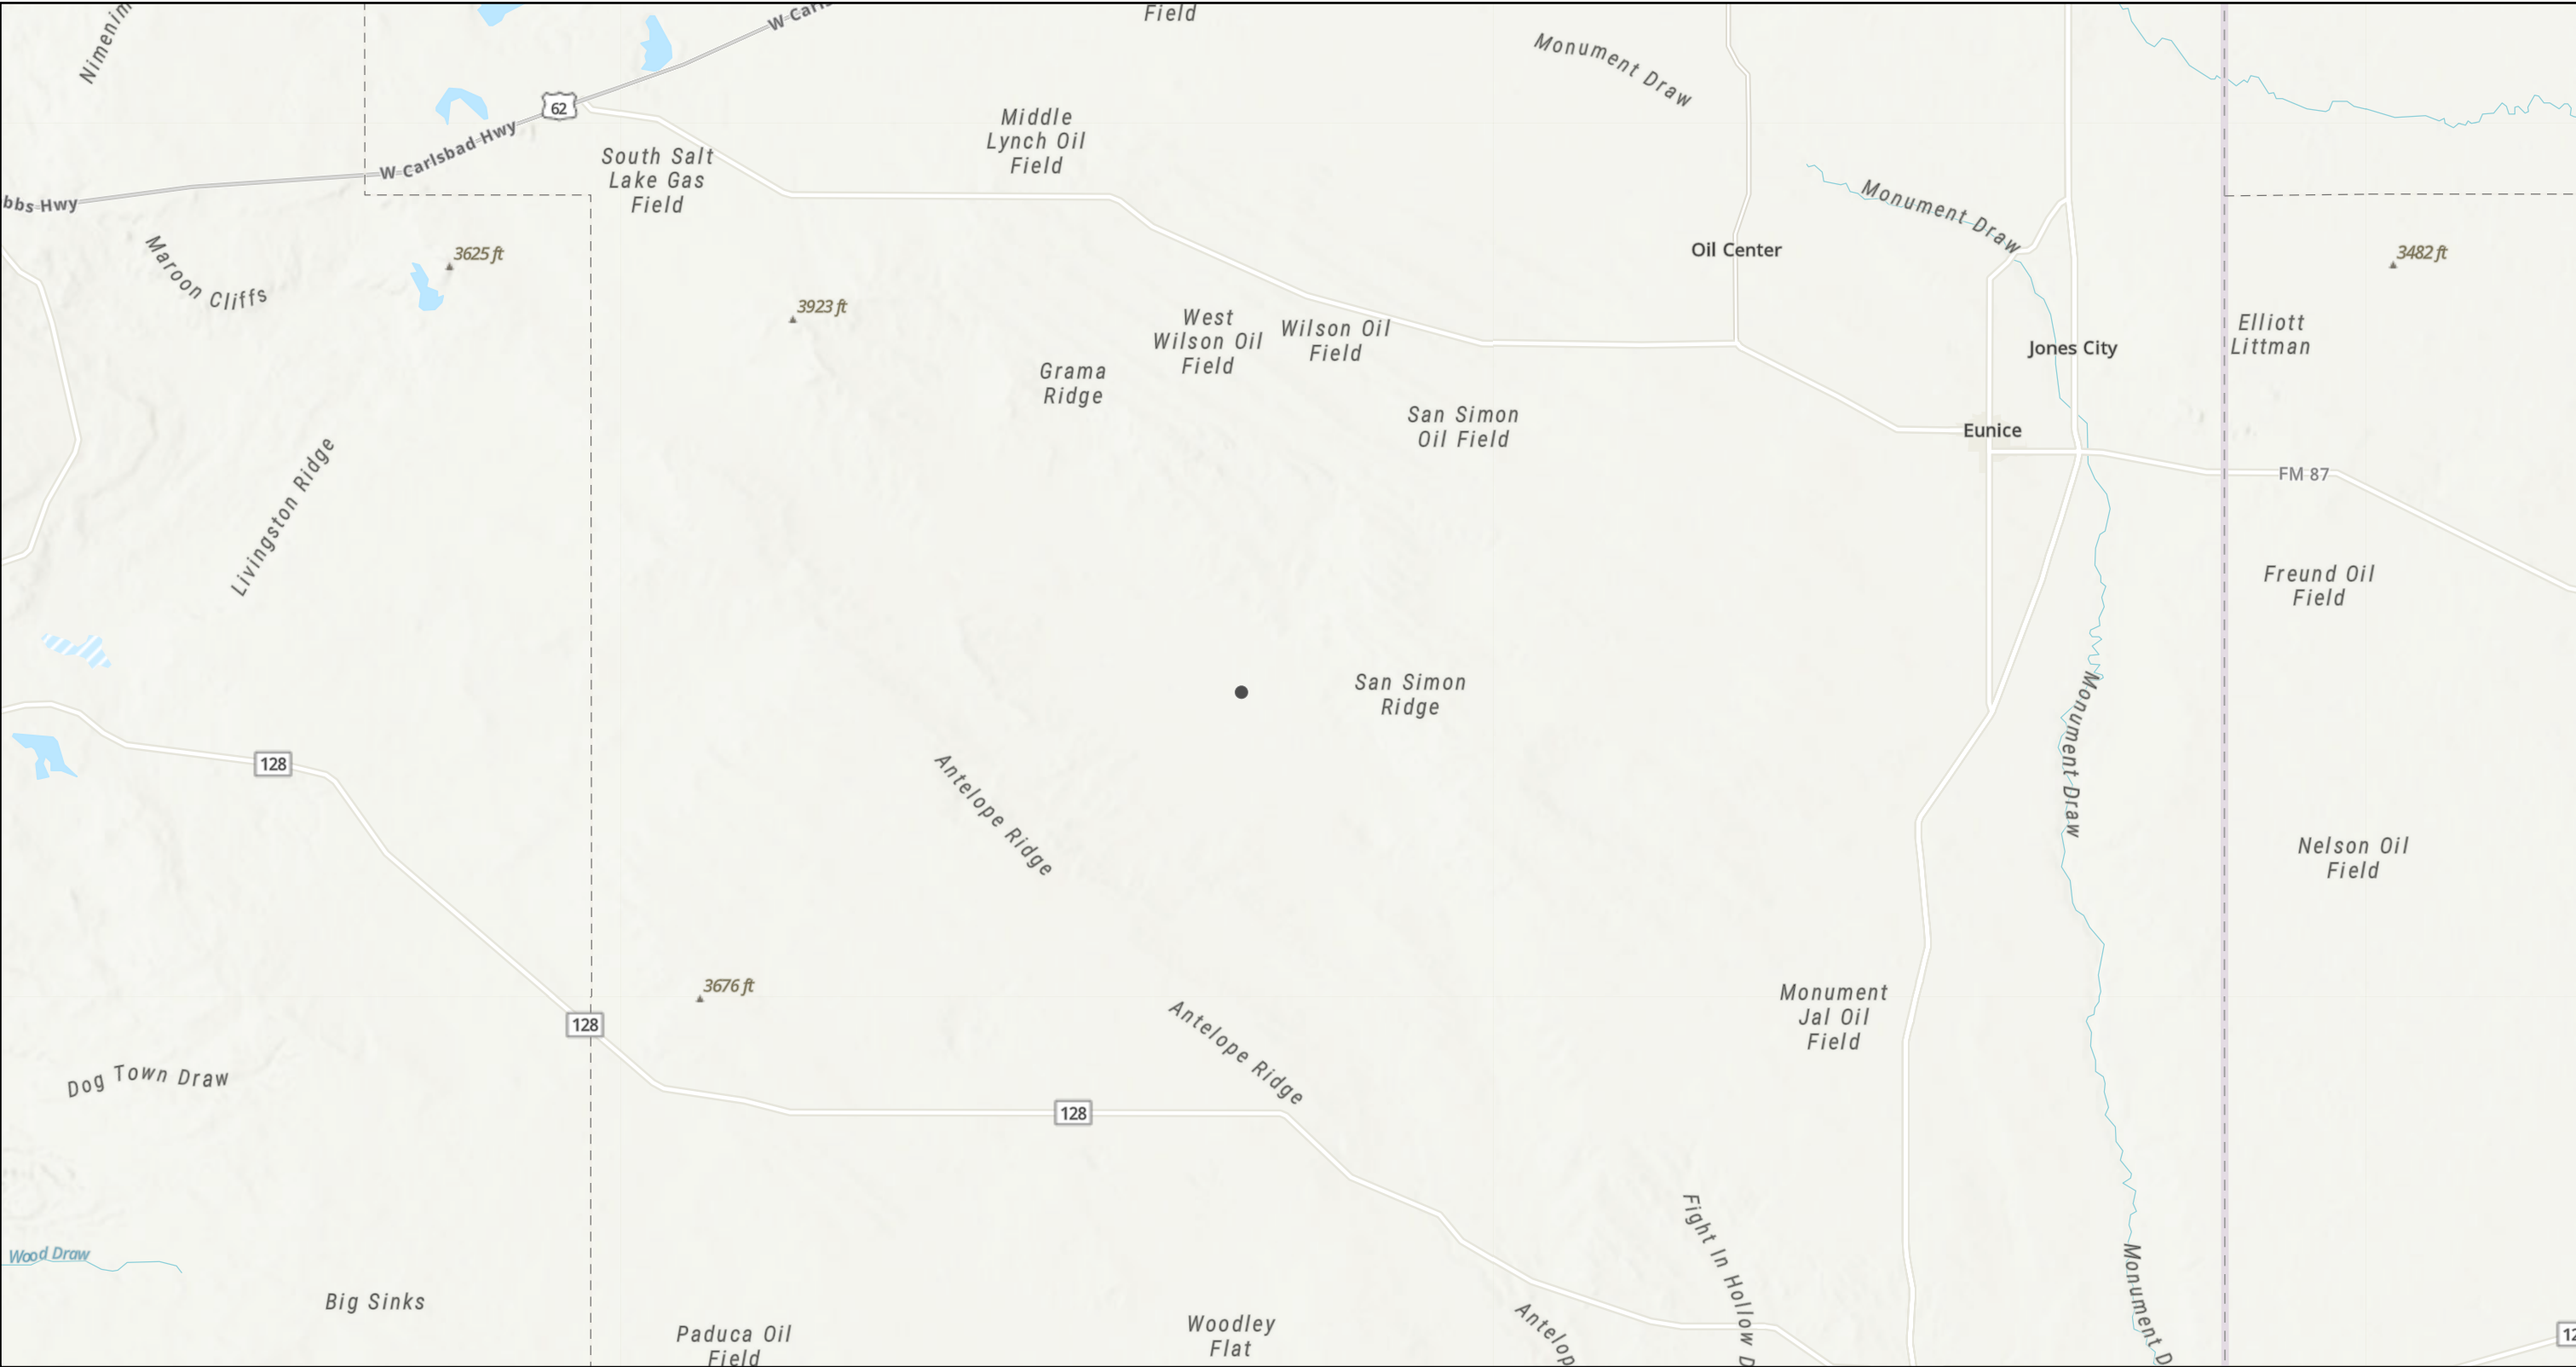 Nimenim
W Carls
Field
Monument Draw
62
W Carlsbad Hwy
bbs Hwy
South Salt
Lake Gas
Field
Middle
Lynch Oil
Field
Monument Draw
Oil Center
Maroon Cliffs
3625 ft
3923 ft
3482 ft
West
Wilson Oil
Field
Wilson Oil
Field
Elliott
Littman
Jones City
Grama
Ridge
San Simon
Oil Field
Eunice
FM 87
Livingston Ridge
Freund Oil
Field
San Simon
Ridge
Monument Draw
128
Antelope Ridge
Nelson Oil
Field
3676 ft
Monument
Jal Oil
Field
128
Antelope Ridge
Dog Town Draw
128
Wood Draw
Big Sinks
Fight In Hollow D
Monument D
Paduca Oil
Field
Woodley
Flat
Antelop
12